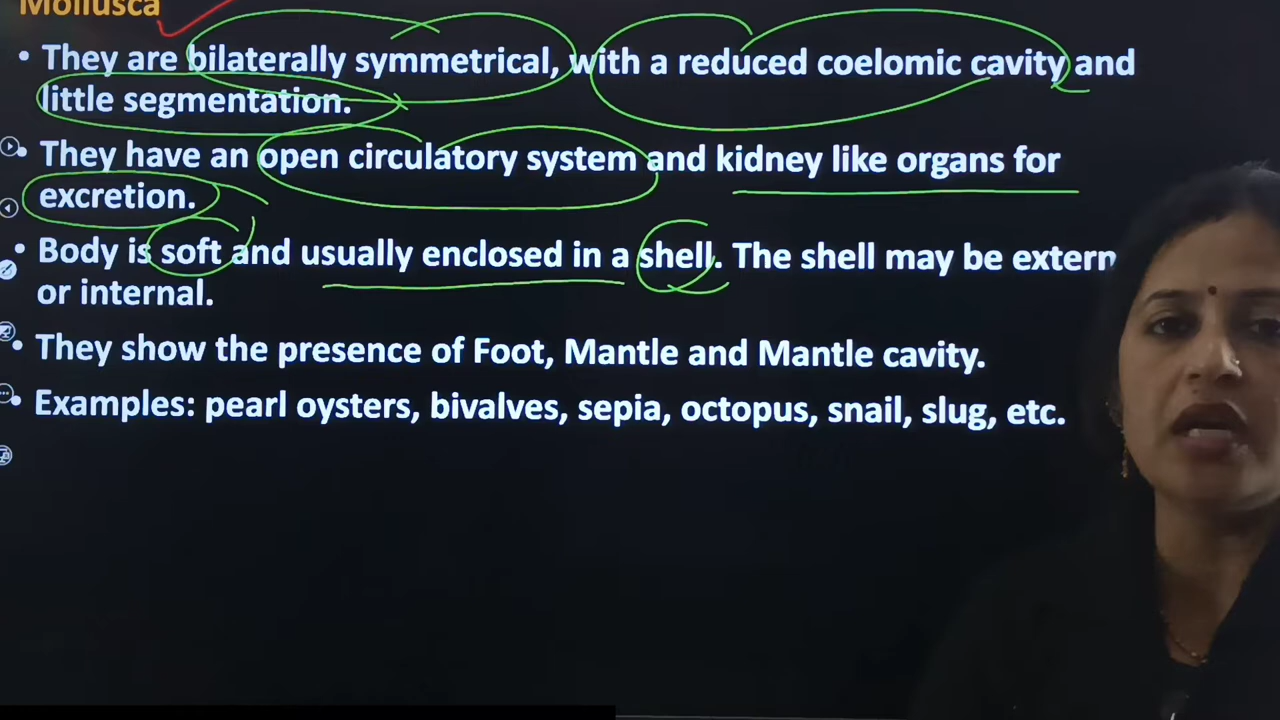 Mollusca
• They are bilaterally symmetrical, with a reduced coelomic cavity and
little segmentation.
• They have an open circulatory system and kidney like organs for
excretion.
• Body is soft and usually enclosed in a shell. The shell may be extern
or internal.
• They show the presence of Foot, Mantle and Mantle cavity.
• Examples: pearl oysters, bivalves, sepia, octopus, snail, slug, etc.